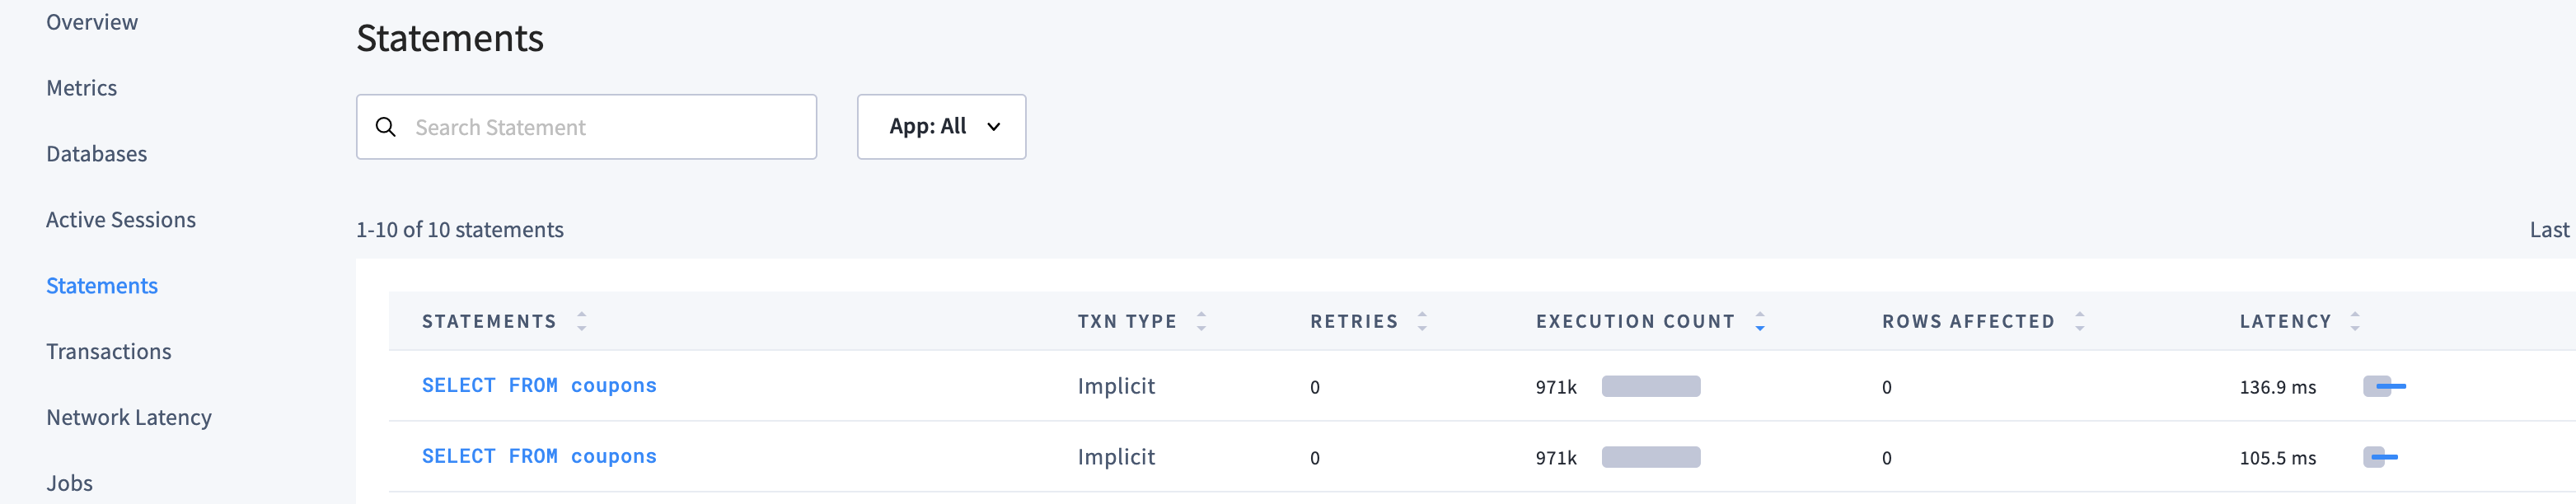 Overview
Metrics
Databases
Active Sessions
Statements
Transactions
Network Latency
Jobs
Statements
Search Statement
App: All
1-10 of 10 statements
Last
STATEMENTS TXN TYPE RETRIES EXECUTION COUNT ROWS AFFECTED LATENCY
SELECT FROM coupons Implicit 0 971k 0 136.9 ms
SELECT FROM coupons Implicit 0 971k 0 105.5 ms